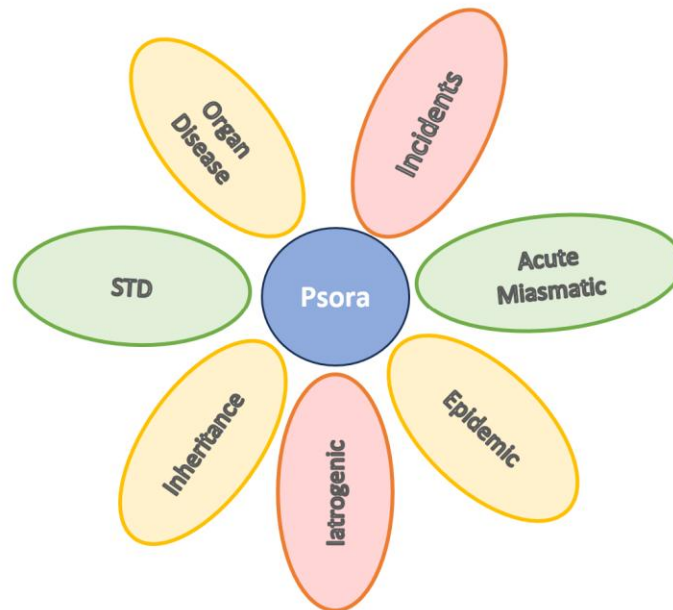 Organ
Disease
Incidents
STD
Psora
Acute
Miasmatic
Inheritance
Iatrogenic
Epidemic